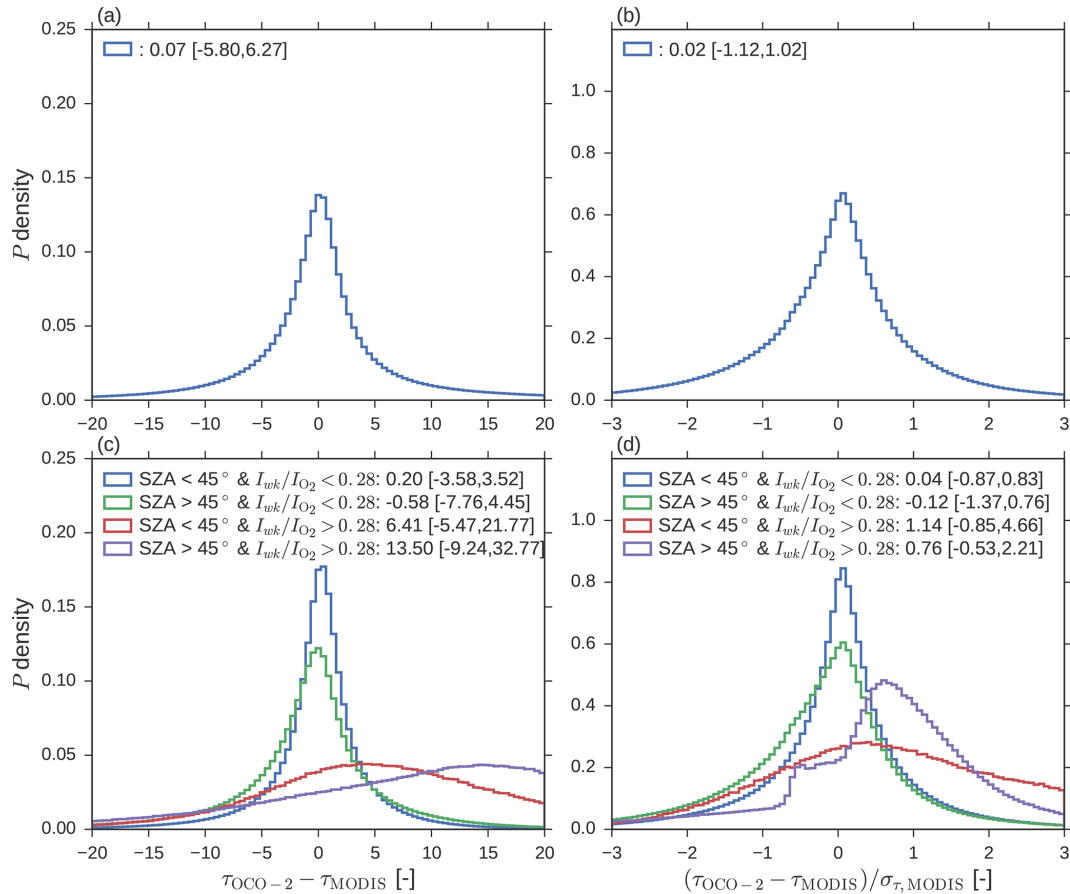 (a)
(b)
0.25
0.20
0.15
0.10
0.05
0.00
P density
: 0.07 [-5.80,6.27]
−20 −15 −10 −5 0 5 10 15 20
1.0
0.8
0.6
0.4
0.2
0.0
: 0.02 [-1.12,1.02]
−3 −2 −1 0 1 2 3
(c)
(d)
0.25
0.20
0.15
0.10
0.05
0.00
P density
SZA < 45° & I_wk/I_O₂ < 0.28: 0.20 [-3.58,3.52]
SZA > 45° & I_wk/I_O₂ < 0.28: -0.58 [-7.76,4.45]
SZA < 45° & I_wk/I_O₂ > 0.28: 6.41 [-5.47,21.77]
SZA > 45° & I_wk/I_O₂ > 0.28: 13.50 [-9.24,32.77]
−20 −15 −10 −5 0 5 10 15 20
τ_OCO−2 − τ_MODIS [-]
1.0
0.8
0.6
0.4
0.2
0.0
SZA < 45° & I_wk/I_O₂ < 0.28: 0.04 [-0.87,0.83]
SZA > 45° & I_wk/I_O₂ < 0.28: -0.12 [-1.37,0.76]
SZA < 45° & I_wk/I_O₂ > 0.28: 1.14 [-0.85,4.66]
SZA > 45° & I_wk/I_O₂ > 0.28: 0.76 [-0.53,2.21]
−3 −2 −1 0 1 2 3
(τ_OCO−2 − τ_MODIS)/σ_τ,MODIS [-]